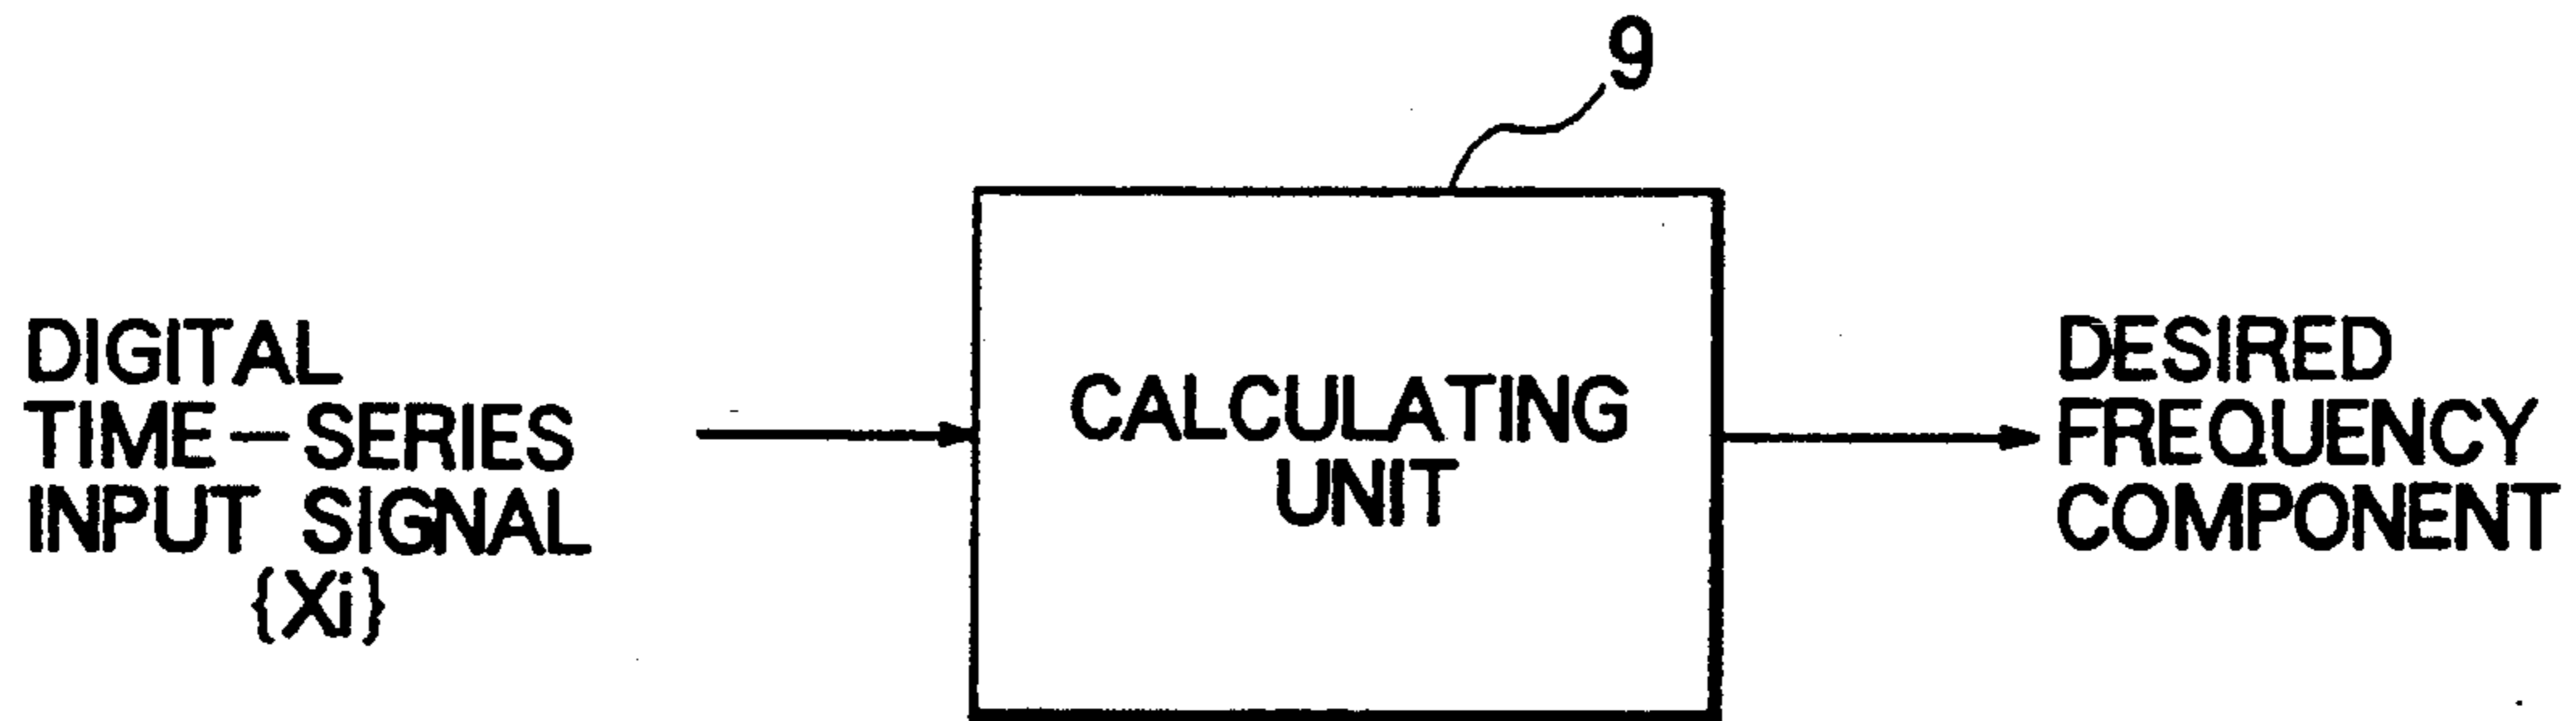 9
DIGITAL
TIME-SERIES
INPUT SIGNAL
{Xi}
CALCULATING
UNIT
DESIRED
FREQUENCY
COMPONENT